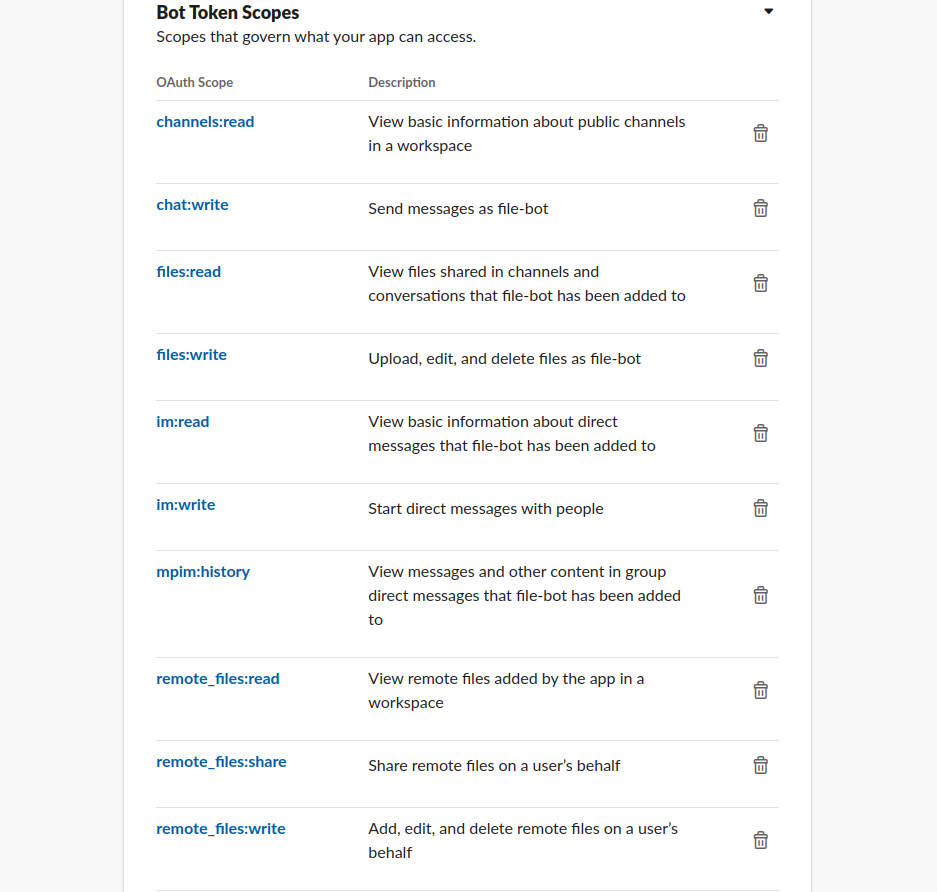 Bot Token Scopes
Scopes that govern what your app can access.
OAuth Scope Description
channels:read View basic information about public channels
in a workspace
chat:write Send messages as file-bot
files:read View files shared in channels and
conversations that file-bot has been added to
files:write Upload, edit, and delete files as file-bot
im:read View basic information about direct
messages that file-bot has been added to
im:write Start direct messages with people
mpim:history View messages and other content in group
direct messages that file-bot has been added
to
remote_files:read View remote files added by the app in a
workspace
remote_files:share Share remote files on a user’s behalf
remote_files:write Add, edit, and delete remote files on a user’s
behalf